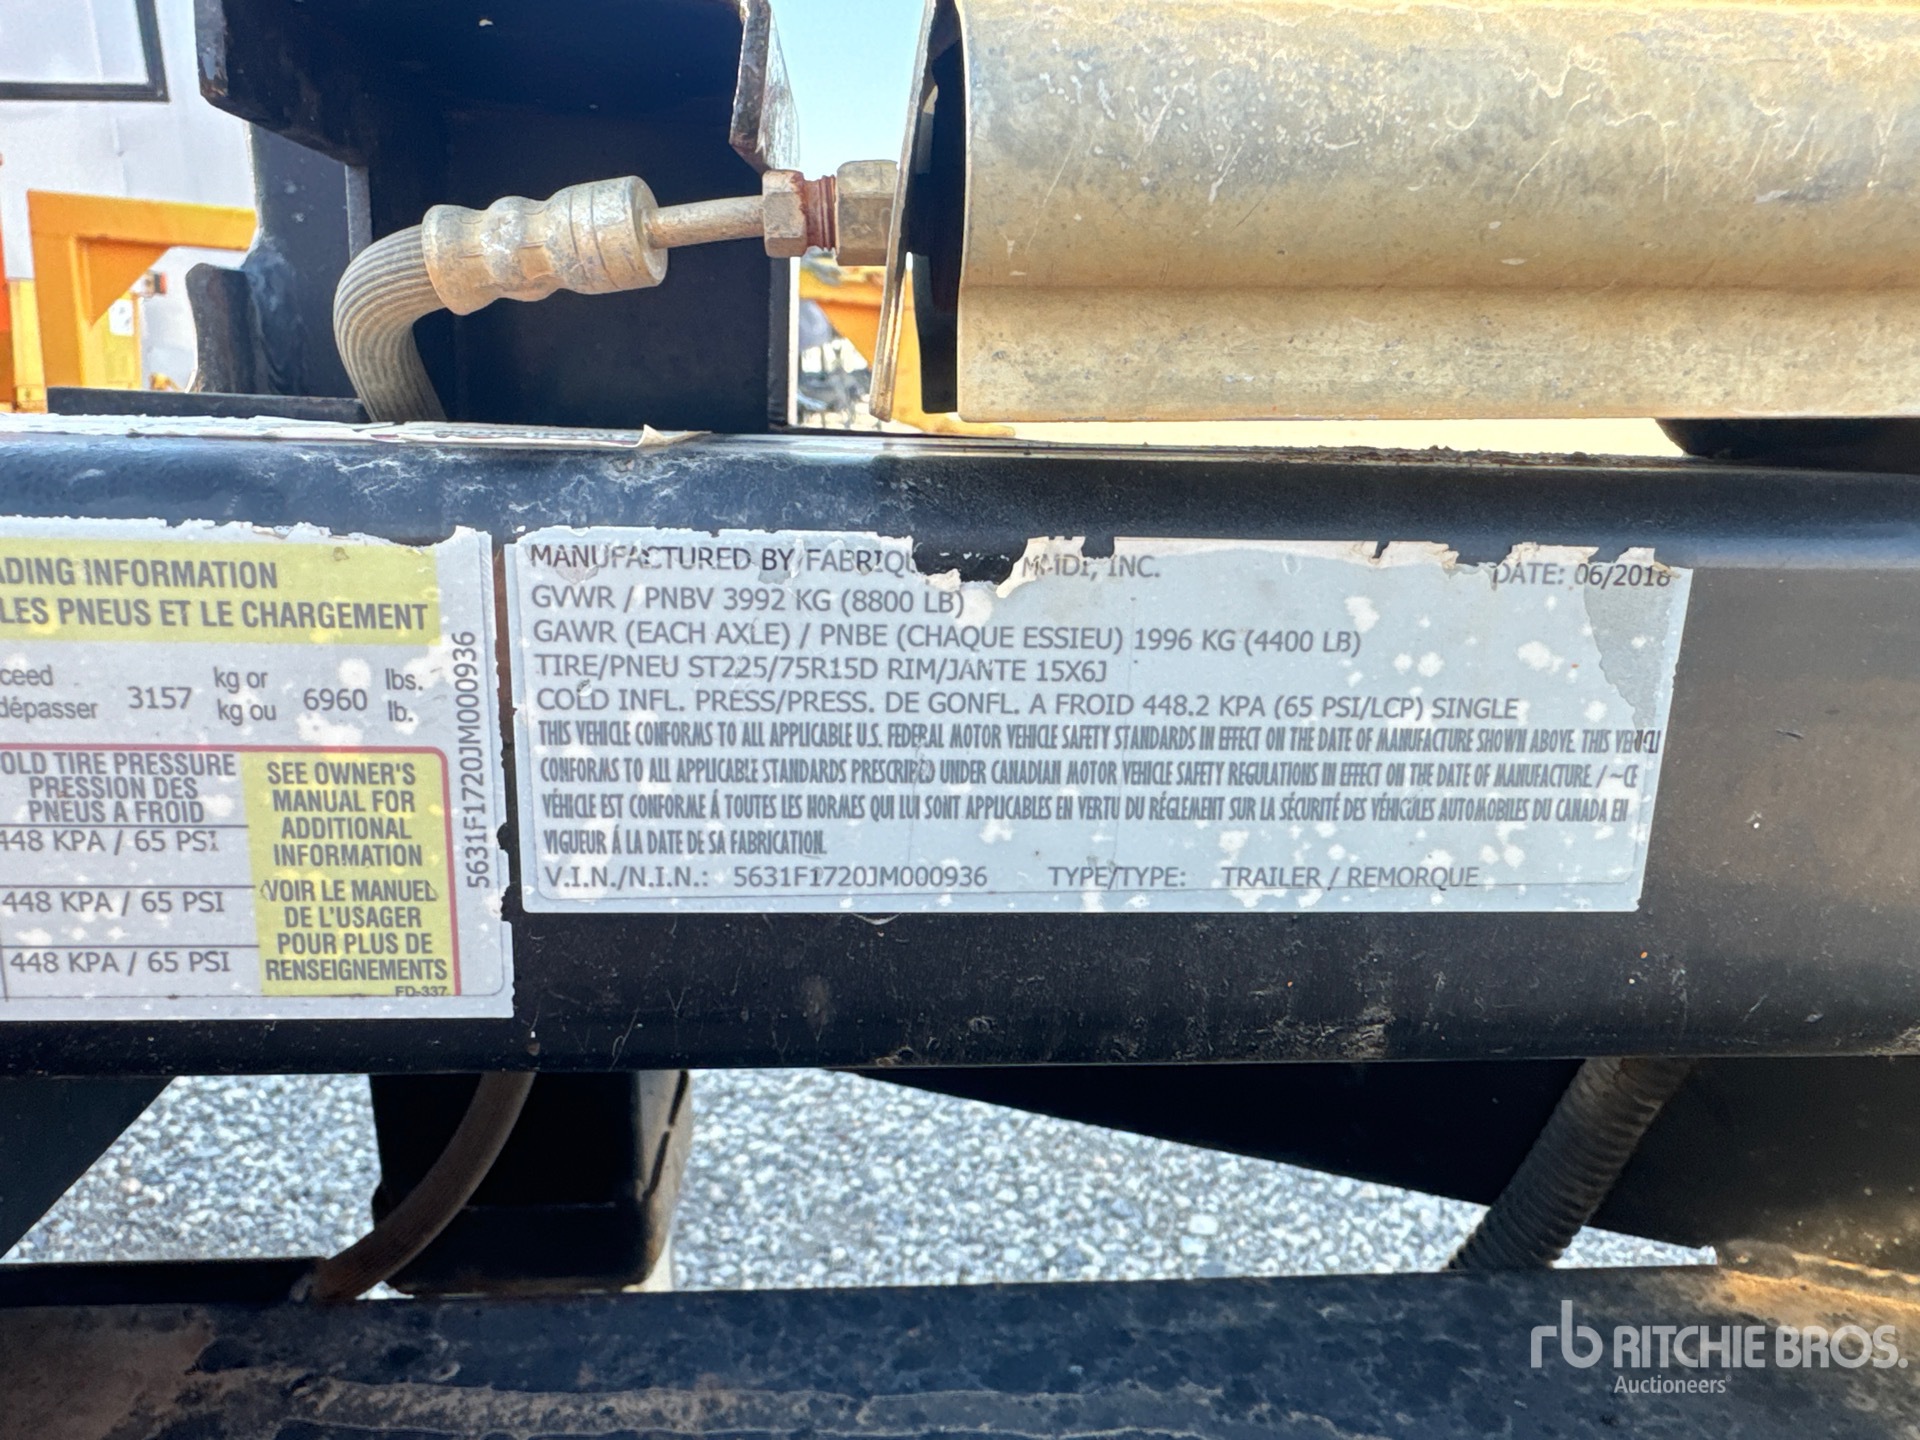 ADING INFORMATION
LES PNEUS ET LE CHARGEMENT
ceed
dépasser 3157 kg or
kg ou 6960 lbs.
lb.
OLD TIRE PRESSURE
PRESSION DES
PNEUS A FROID
448 KPA / 65 PSI
448 KPA / 65 PSI
448 KPA / 65 PSI
SEE OWNER'S
MANUAL FOR
ADDITIONAL
INFORMATION
VOIR LE MANUEL
DE L'USAGER
POUR PLUS DE
RENSEIGNEMENTS
FD-337
5631F1720JM000936
MANUFACTURED BY/FABRIQU MMDI, INC. DATE: 06/2018
GVWR / PNBV 3992 KG (8800 LB)
GAWR (EACH AXLE) / PNBE (CHAQUE ESSIEU) 1996 KG (4400 LB)
TIRE/PNEU ST225/75R15D RIM/JANTE 15X6J
COLD INFL. PRESS/PRESS. DE GONFL. A FROID 448.2 KPA (65 PSI/LCP) SINGLE
THIS VEHICLE CONFORMS TO ALL APPLICABLE U.S. FEDERAL MOTOR VEHICLE SAFETY STANDARDS IN EFFECT ON THE DATE OF MANUFACTURE SHOWN ABOVE. THIS VEHICLE
CONFORMS TO ALL APPLICABLE STANDARDS PRESCRIBED UNDER CANADIAN MOTOR VEHICLE SAFETY REGULATIONS IN EFFECT ON THE DATE OF MANUFACTURE. / ~CE
VÉHICLE EST CONFORME Á TOUTES LES NORMES QUI LUI SONT APPLICABLES EN VERTU DU RÉGLEMENT SUR LA SÉCURITÉ DES VÉHICLES AUTOMOBILES DU CANADA EN
VIGUEUR Á LA DATE DE SA FABRICATION.
V.I.N./N.I.N.: 5631F1720JM000936 TYPE/TYPE: TRAILER / REMORQUE
rb RITCHIE BROS.
Auctioneers